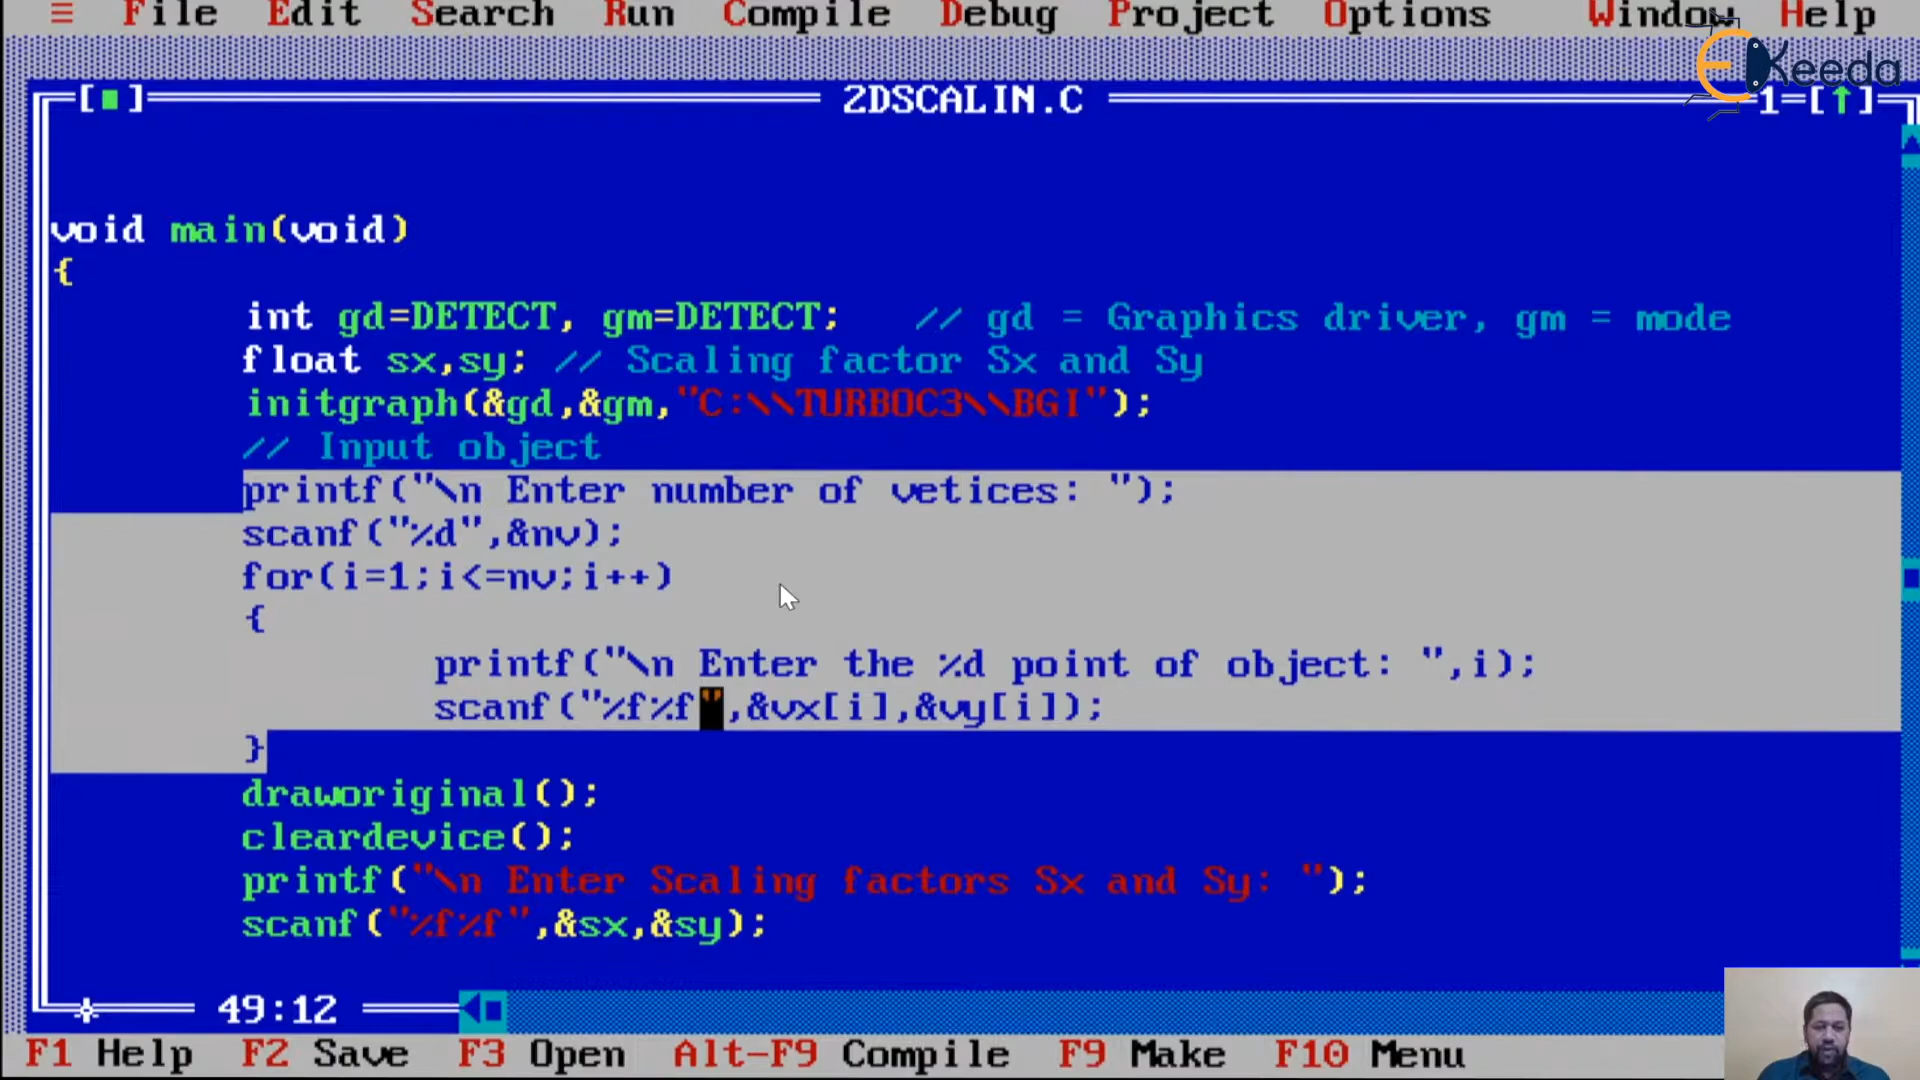 ≡ File Edit Search Run Compile Debug Project Options Window Help
EKeeda
[■] 2DSCALIN.C 1=[↑]
void main(void)
{
int gd=DETECT, gm=DETECT; // gd = Graphics driver, gm = mode
float sx,sy; // Scaling factor Sx and Sy
initgraph(&gd,&gm,"C:\\TURBOC3\\BGI");
// Input object
printf("\n Enter number of vetices: ");
scanf("%d",&nv);
for(i=1;i<=nv;i++)
{
printf("\n Enter the %d point of object: ",i);
scanf("%f%f",&vx[i],&vy[i]);
}
draworiginal();
cleardevice();
printf("\n Enter Scaling factors Sx and Sy: ");
scanf("%f%f",&sx,&sy);
49:12
F1 Help F2 Save F3 Open Alt-F9 Compile F9 Make F10 Menu